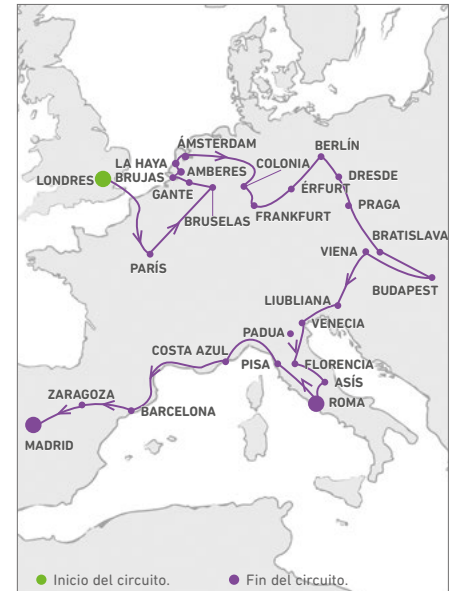 ÁMSTERDAM
BERLÍN
LA HAYA
COLONIA
BRUJAS
AMBERES
DRESDE
LONDRES
ÉRFURT
GANTE
PRAGA
FRANKFURT
BRUSELAS
BRATISLAVA
VIENA
PARÍS
BUDAPEST
LIUBLIANA
VENECIA
PADUA
COSTA AZUL
PISA
FLORENCIA
ASÍS
ZARAGOZA
ROMA
BARCELONA
MADRID
Inicio del circuito.
Fin del circuito.